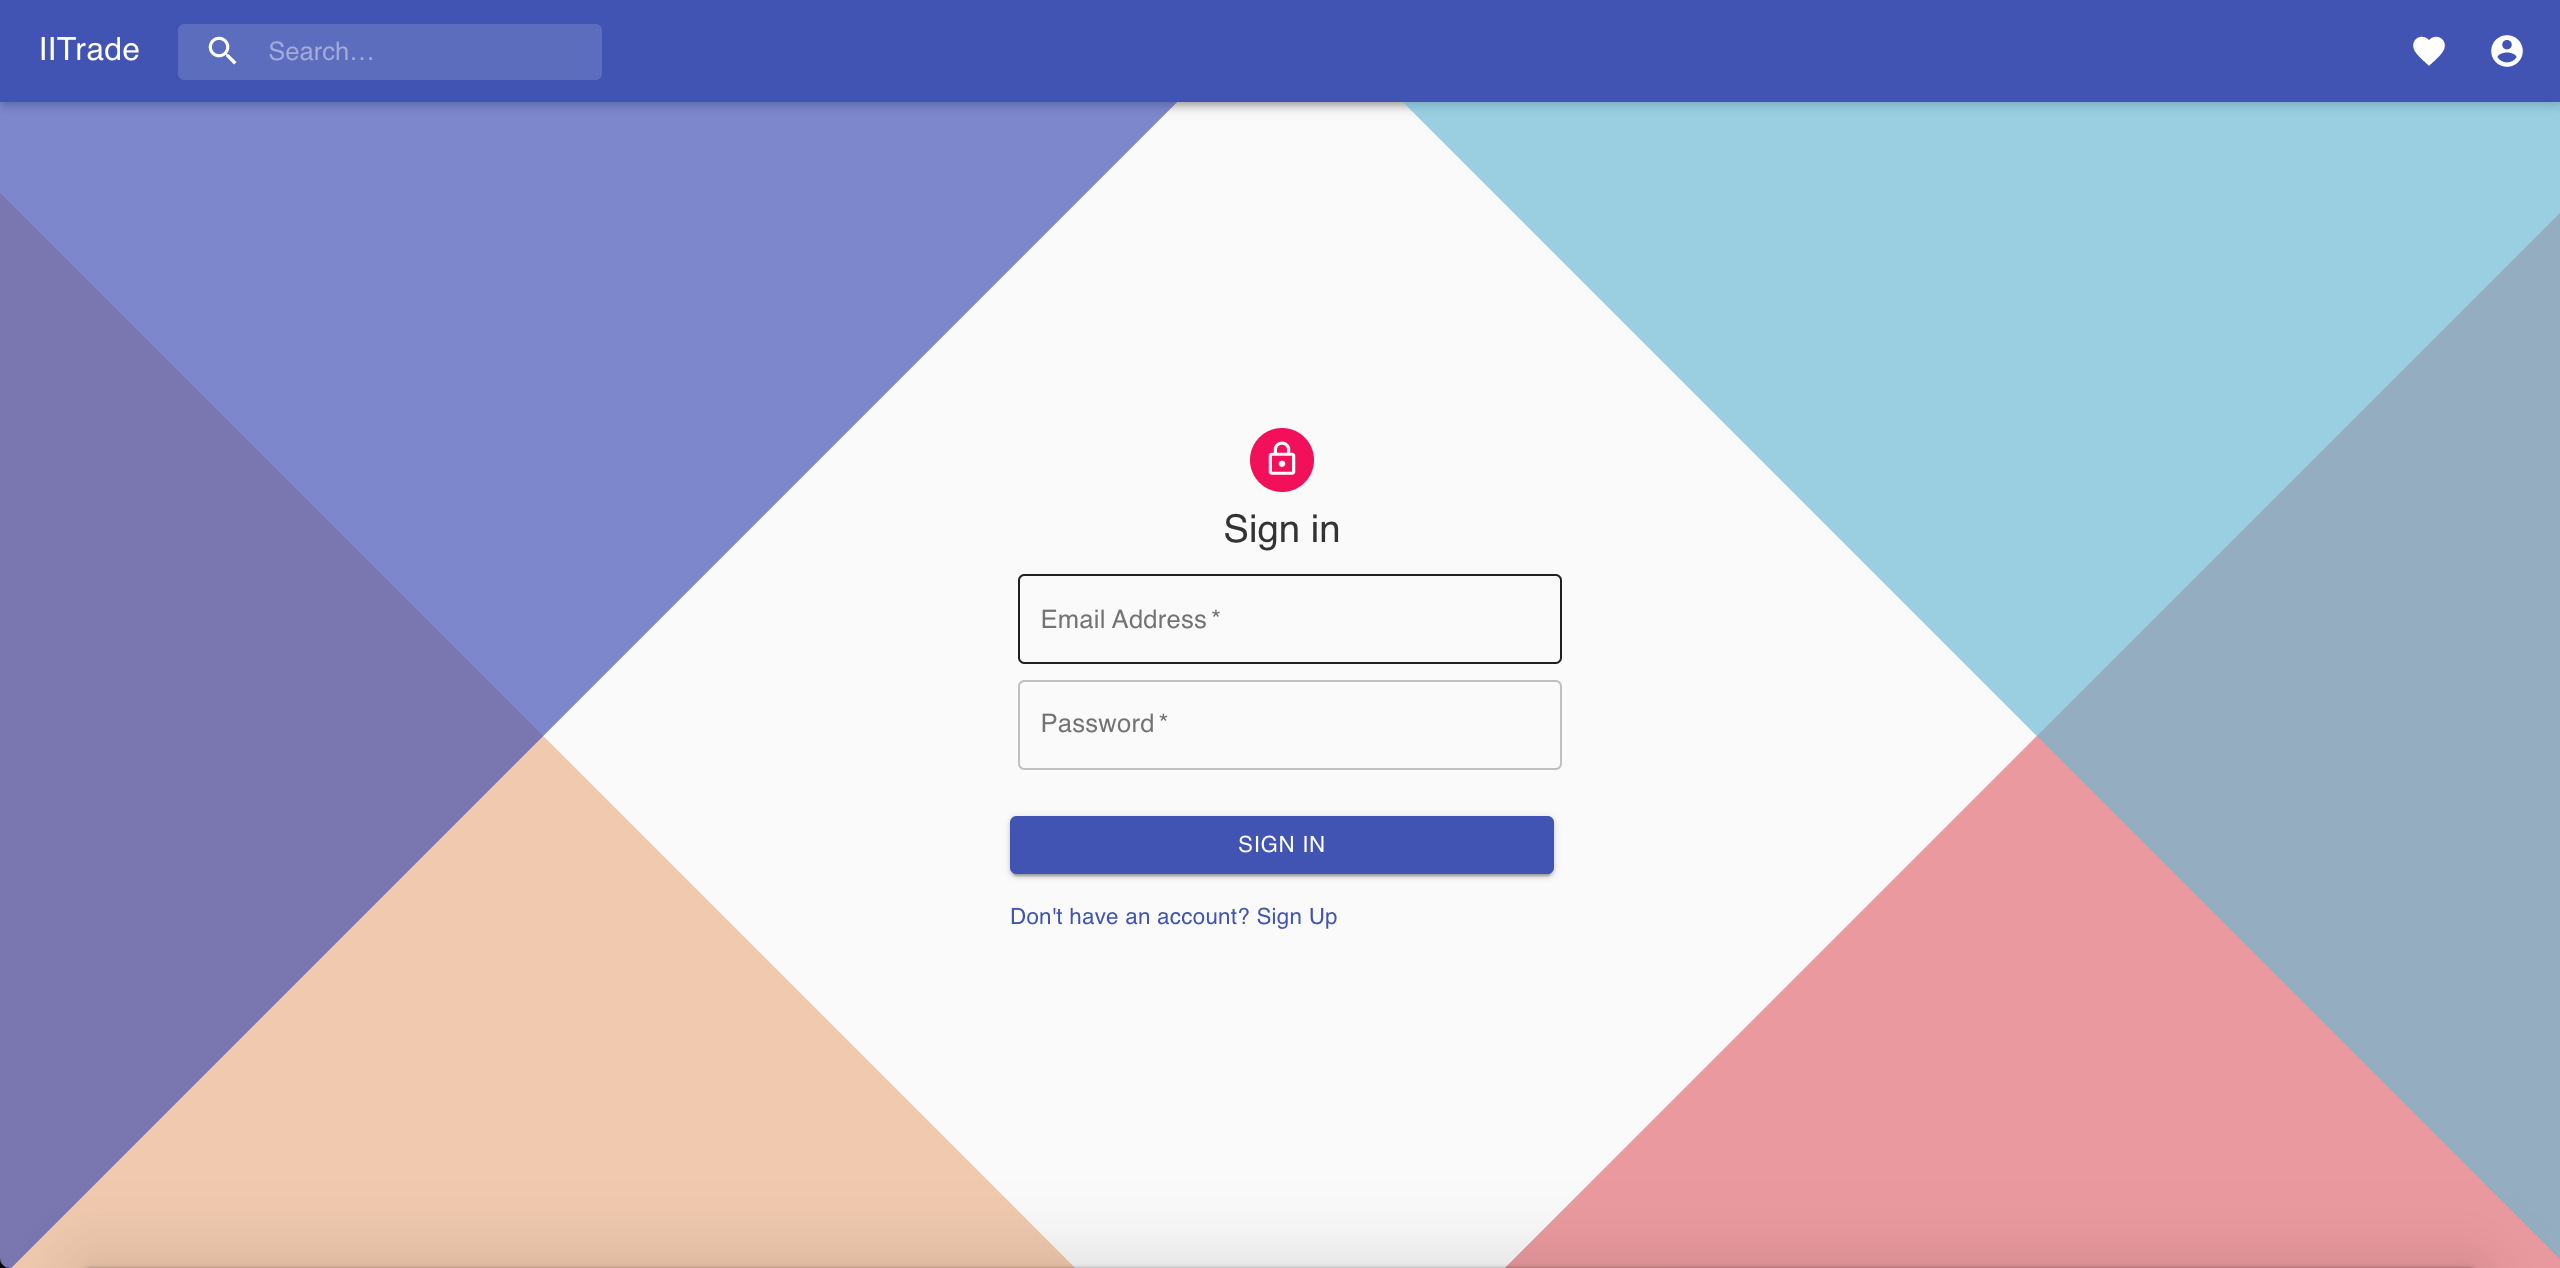 IITrade
Search...
Sign in
Email Address *
Password *
SIGN IN
Don't have an account? Sign Up